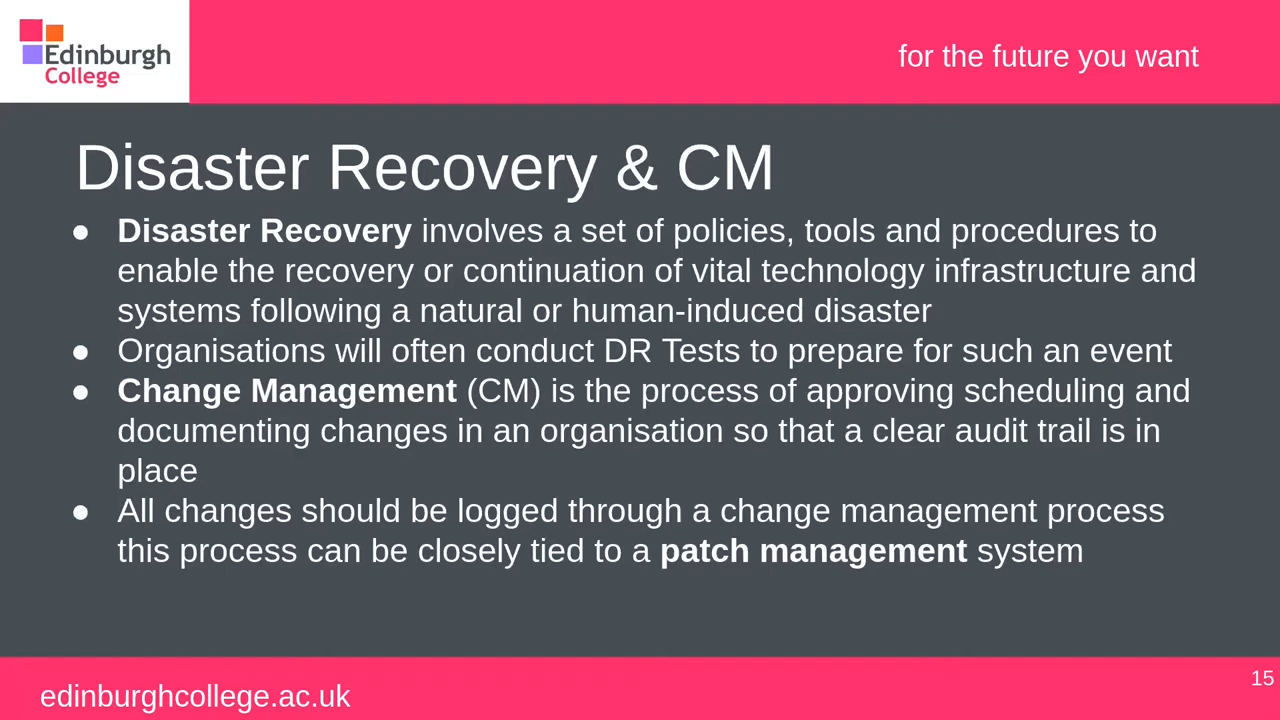 Edinburgh
College
for the future you want
Disaster Recovery & CM
● Disaster Recovery involves a set of policies, tools and procedures to
enable the recovery or continuation of vital technology infrastructure and
systems following a natural or human-induced disaster
● Organisations will often conduct DR Tests to prepare for such an event
● Change Management (CM) is the process of approving scheduling and
documenting changes in an organisation so that a clear audit trail is in
place
● All changes should be logged through a change management process
this process can be closely tied to a patch management system
edinburghcollege.ac.uk
15